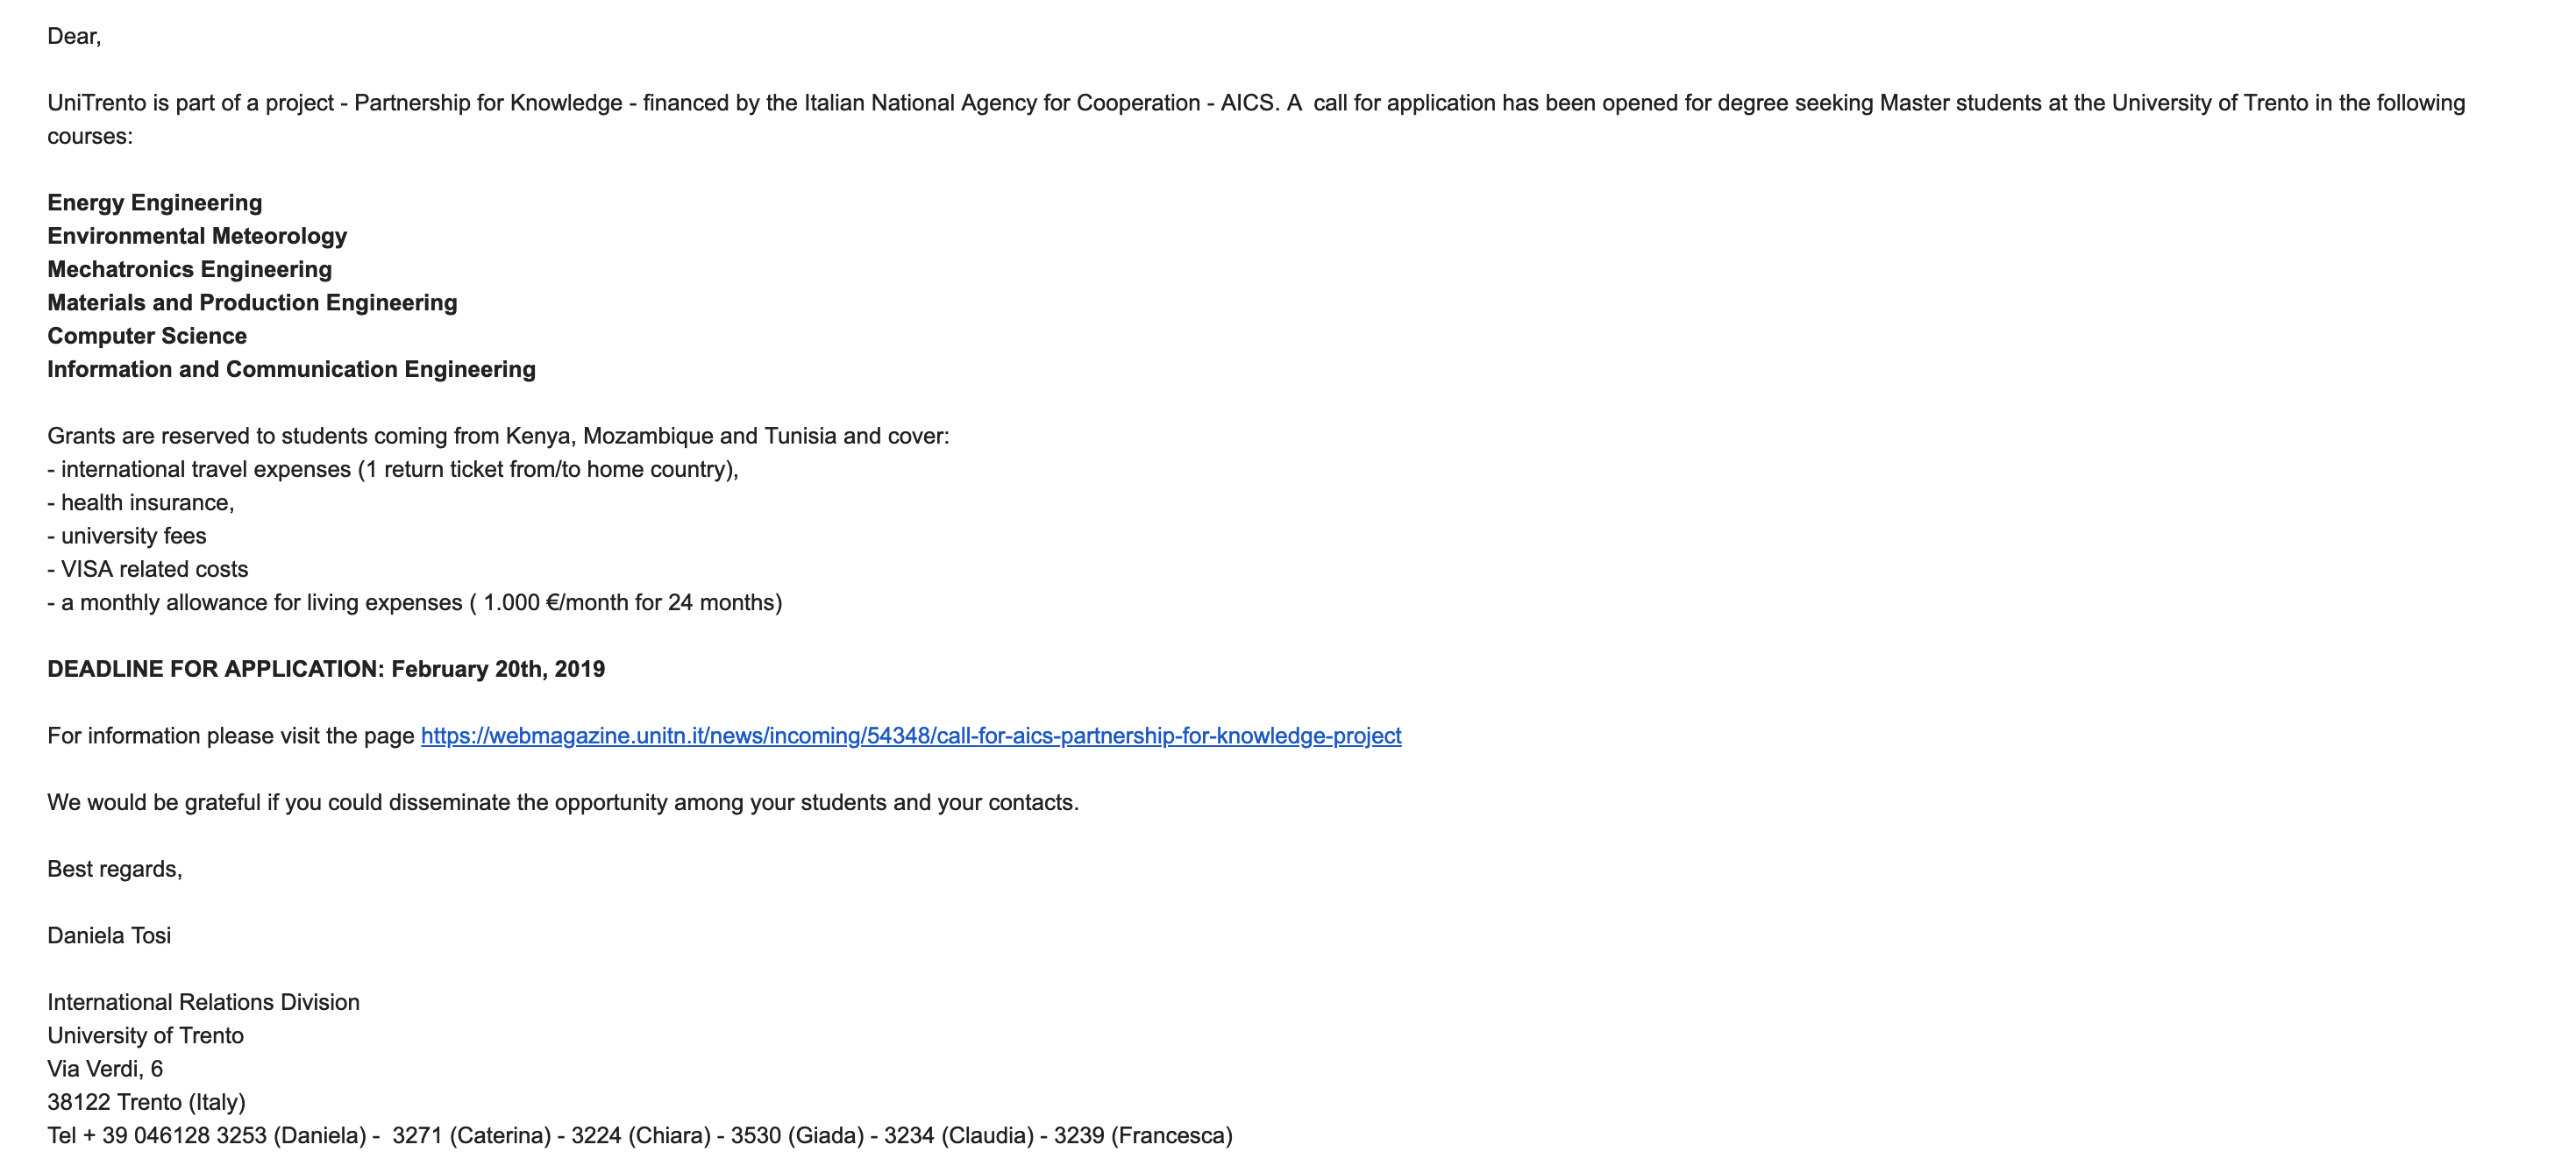 Dear,
UniTrento is part of a project - Partnership for Knowledge - financed by the Italian National Agency for Cooperation - AICS. A  call for application has been opened for degree seeking Master students at the University of Trento in the following
courses:
Energy Engineering
Environmental Meteorology
Mechatronics Engineering
Materials and Production Engineering
Computer Science
Information and Communication Engineering
Grants are reserved to students coming from Kenya, Mozambique and Tunisia and cover:
- international travel expenses (1 return ticket from/to home country),
- health insurance,
- university fees
- VISA related costs
- a monthly allowance for living expenses ( 1.000 €/month for 24 months)
DEADLINE FOR APPLICATION: February 20th, 2019
For information please visit the page https://webmagazine.unitn.it/news/incoming/54348/call-for-aics-partnership-for-knowledge-project
We would be grateful if you could disseminate the opportunity among your students and your contacts.
Best regards,
Daniela Tosi
International Relations Division
University of Trento
Via Verdi, 6
38122 Trento (Italy)
Tel + 39 046128 3253 (Daniela) -  3271 (Caterina) - 3224 (Chiara) - 3530 (Giada) - 3234 (Claudia) - 3239 (Francesca)